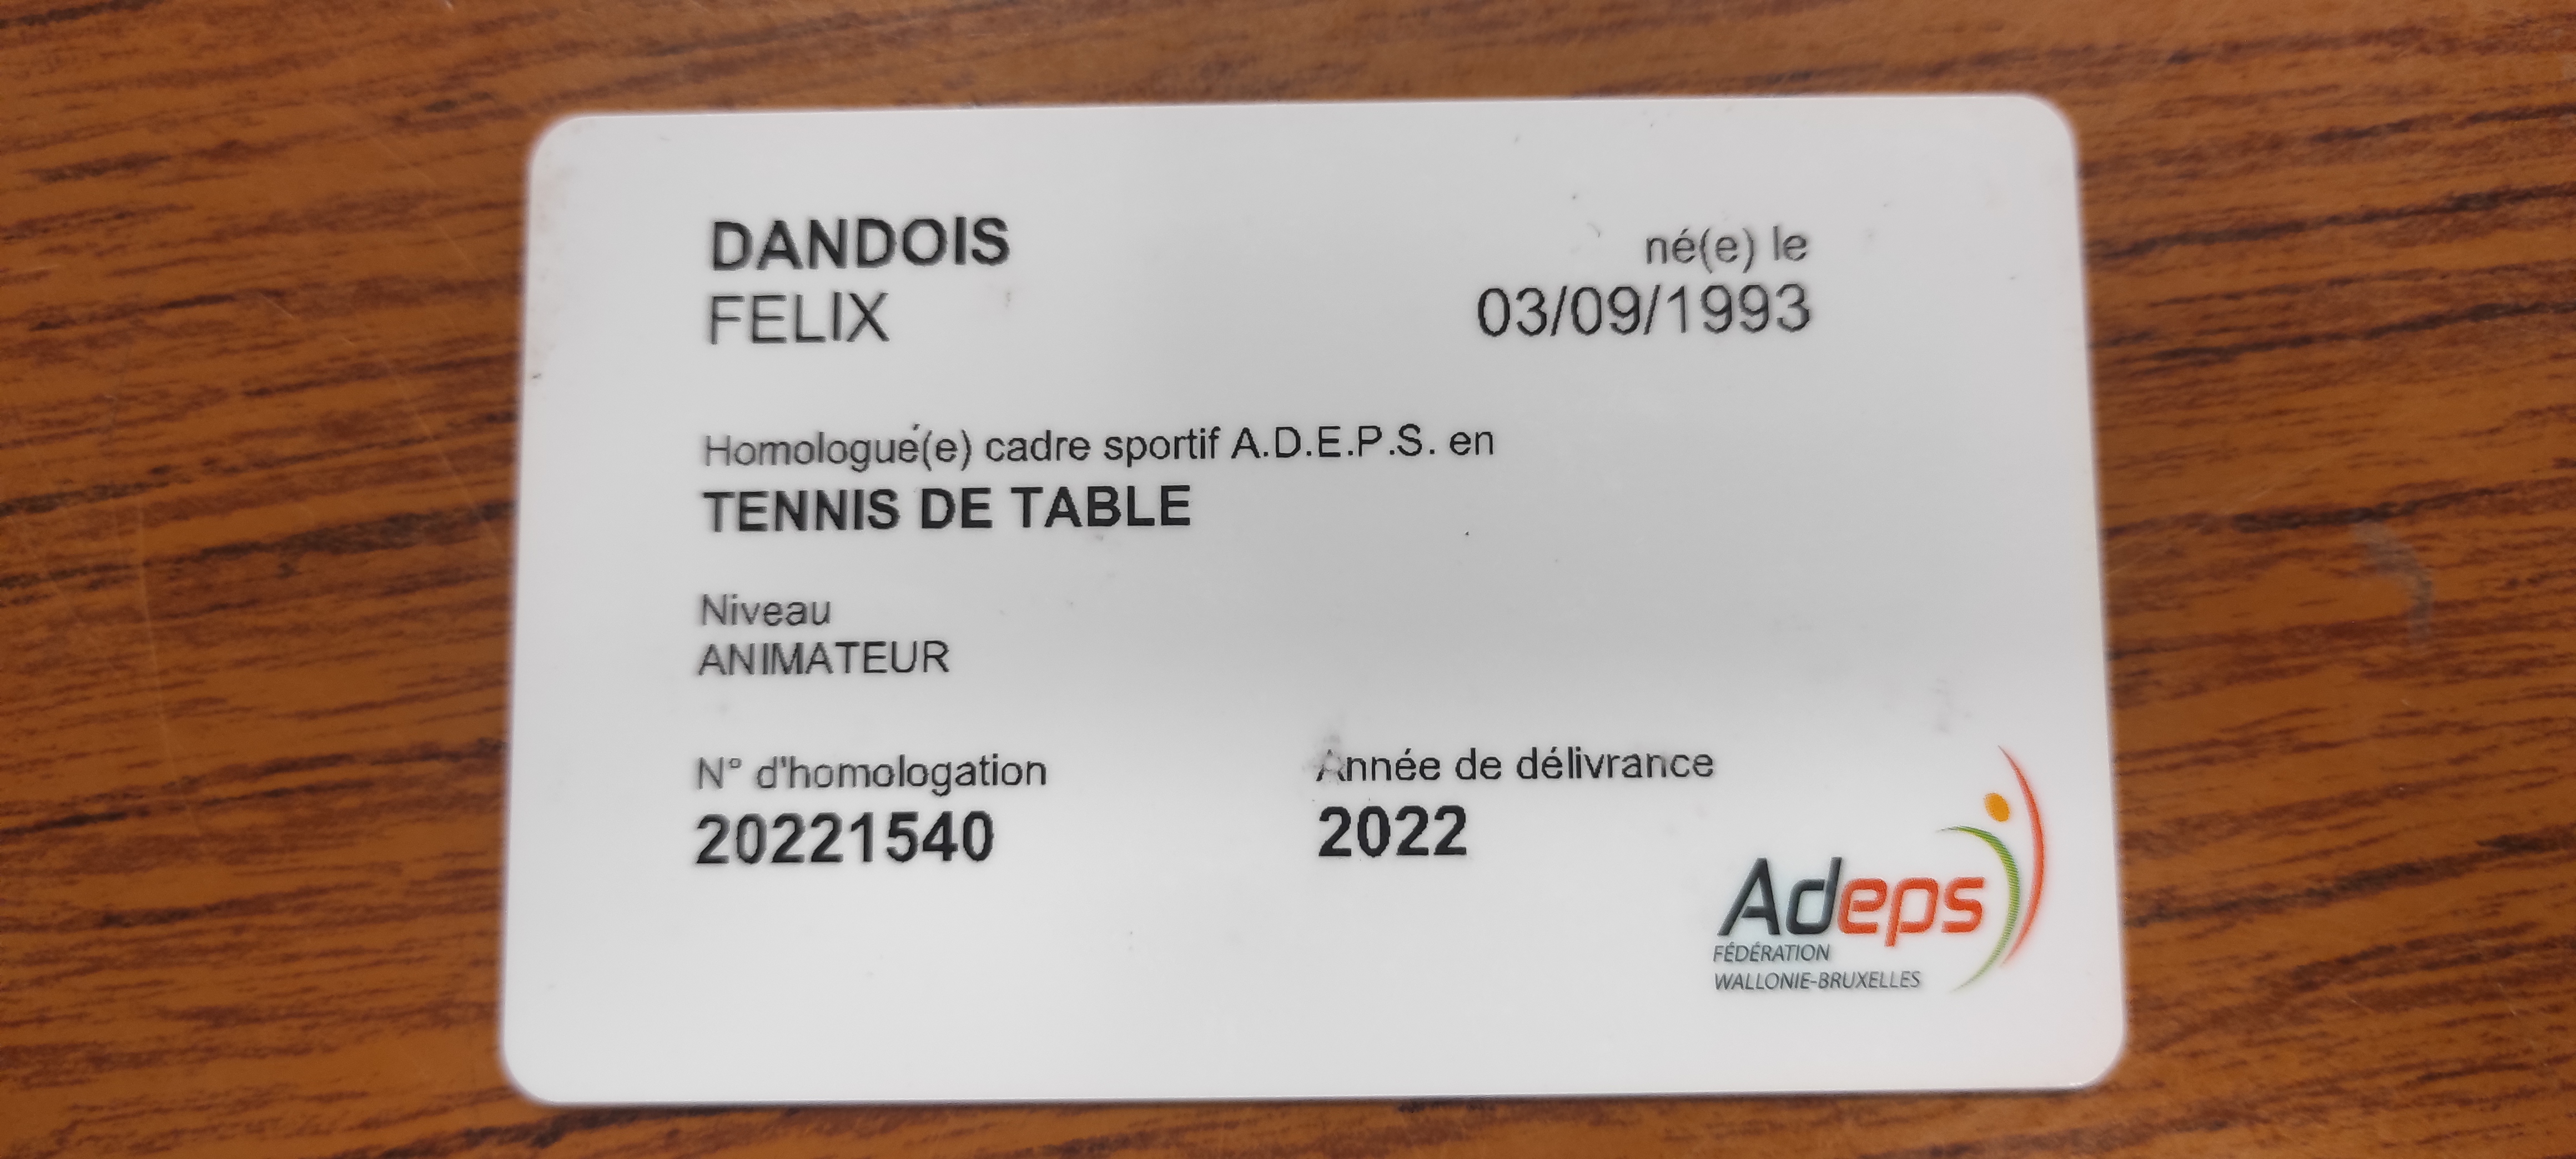 DANDOIS
FELIX
né(e) le
03/09/1993
Homologué(e) cadre sportif A.D.E.P.S. en
TENNIS DE TABLE
Niveau
ANIMATEUR
N° d'homologation
20221540
Année de délivrance
2022
Adeps
FÉDÉRATION
WALLONIE-BRUXELLES